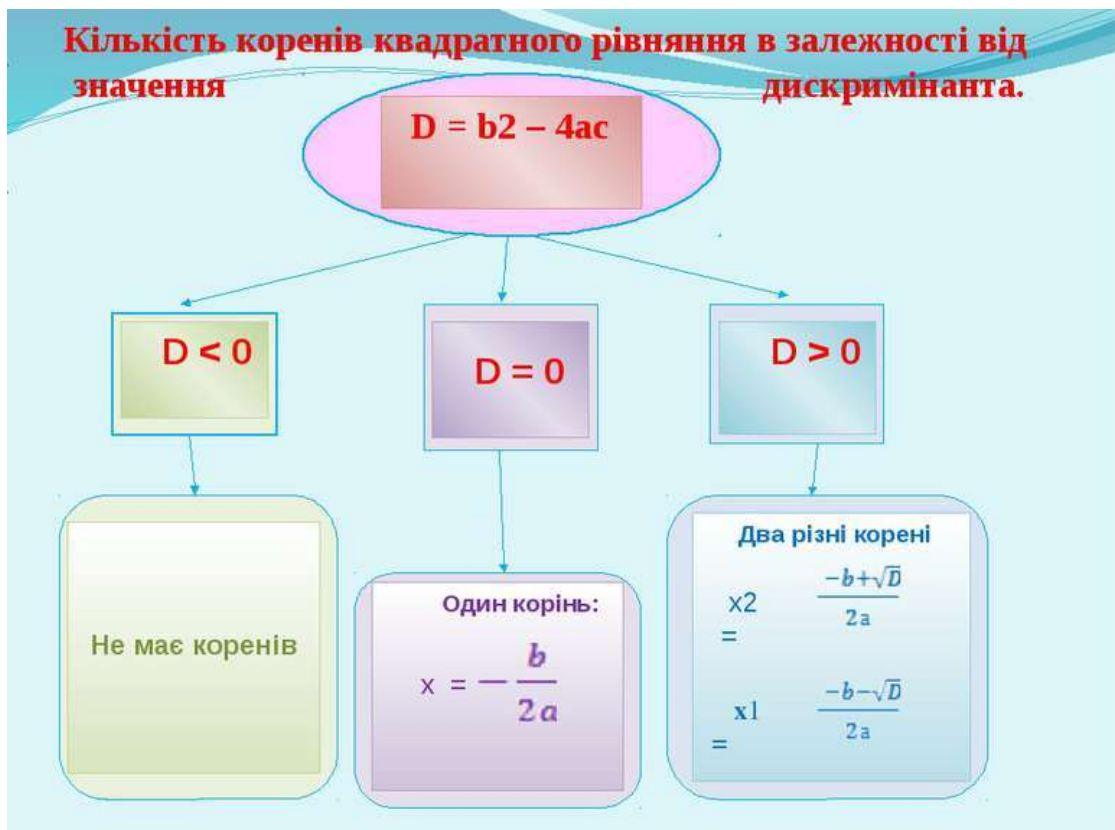 Кількість коренів квадратного рівняння в залежності від
значення дискримінанта.
D = b2 – 4ac
D < 0
D = 0
D > 0
Не має коренів
Один корінь:
x = − b/2a
Два різні корені
x2 = −b+√D/2a
x1 = −b−√D/2a